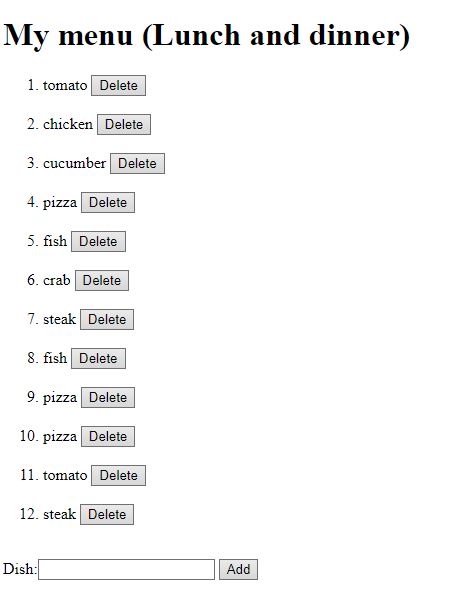 My menu (Lunch and dinner)
1. tomato Delete
2. chicken Delete
3. cucumber Delete
4. pizza Delete
5. fish Delete
6. crab Delete
7. steak Delete
8. fish Delete
9. pizza Delete
10. pizza Delete
11. tomato Delete
12. steak Delete
Dish: Add